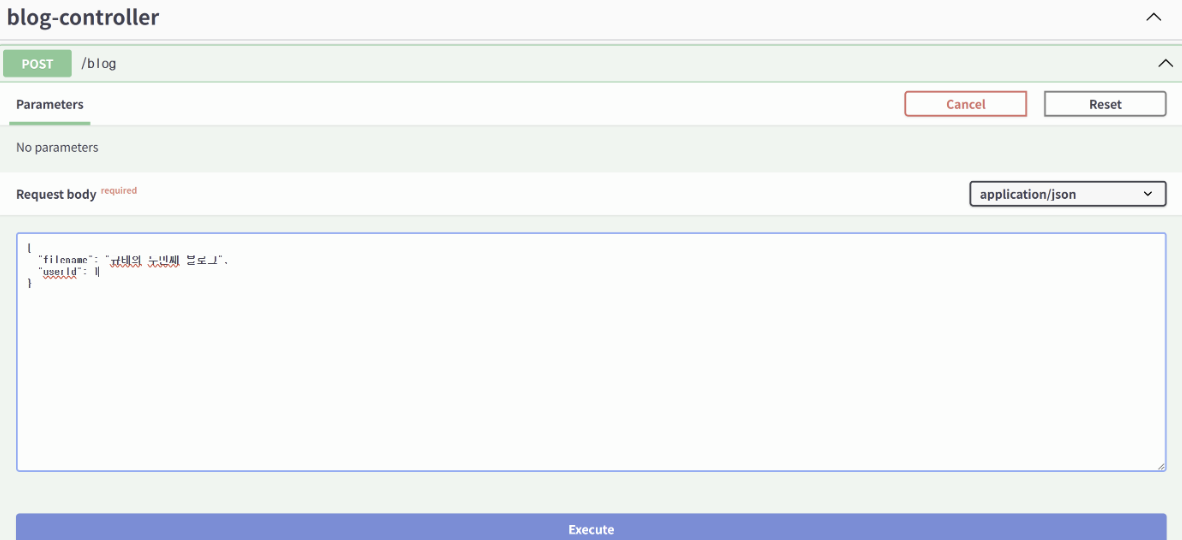 blog-controller
POST /blog
Parameters
Cancel
Reset
No parameters
Request body required
application/json
{
"filename": "규태의 두번째 블로그",
"userId": 1
}
Execute